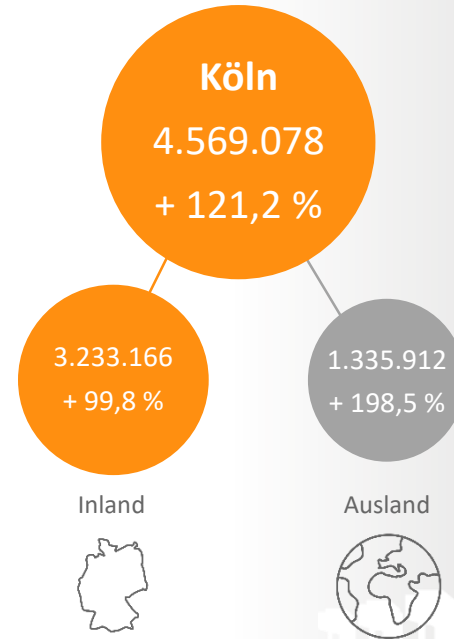 Köln
4.569.078
+ 121,2 %
3.233.166
+ 99,8 %
1.335.912
+ 198,5 %
Inland
Ausland